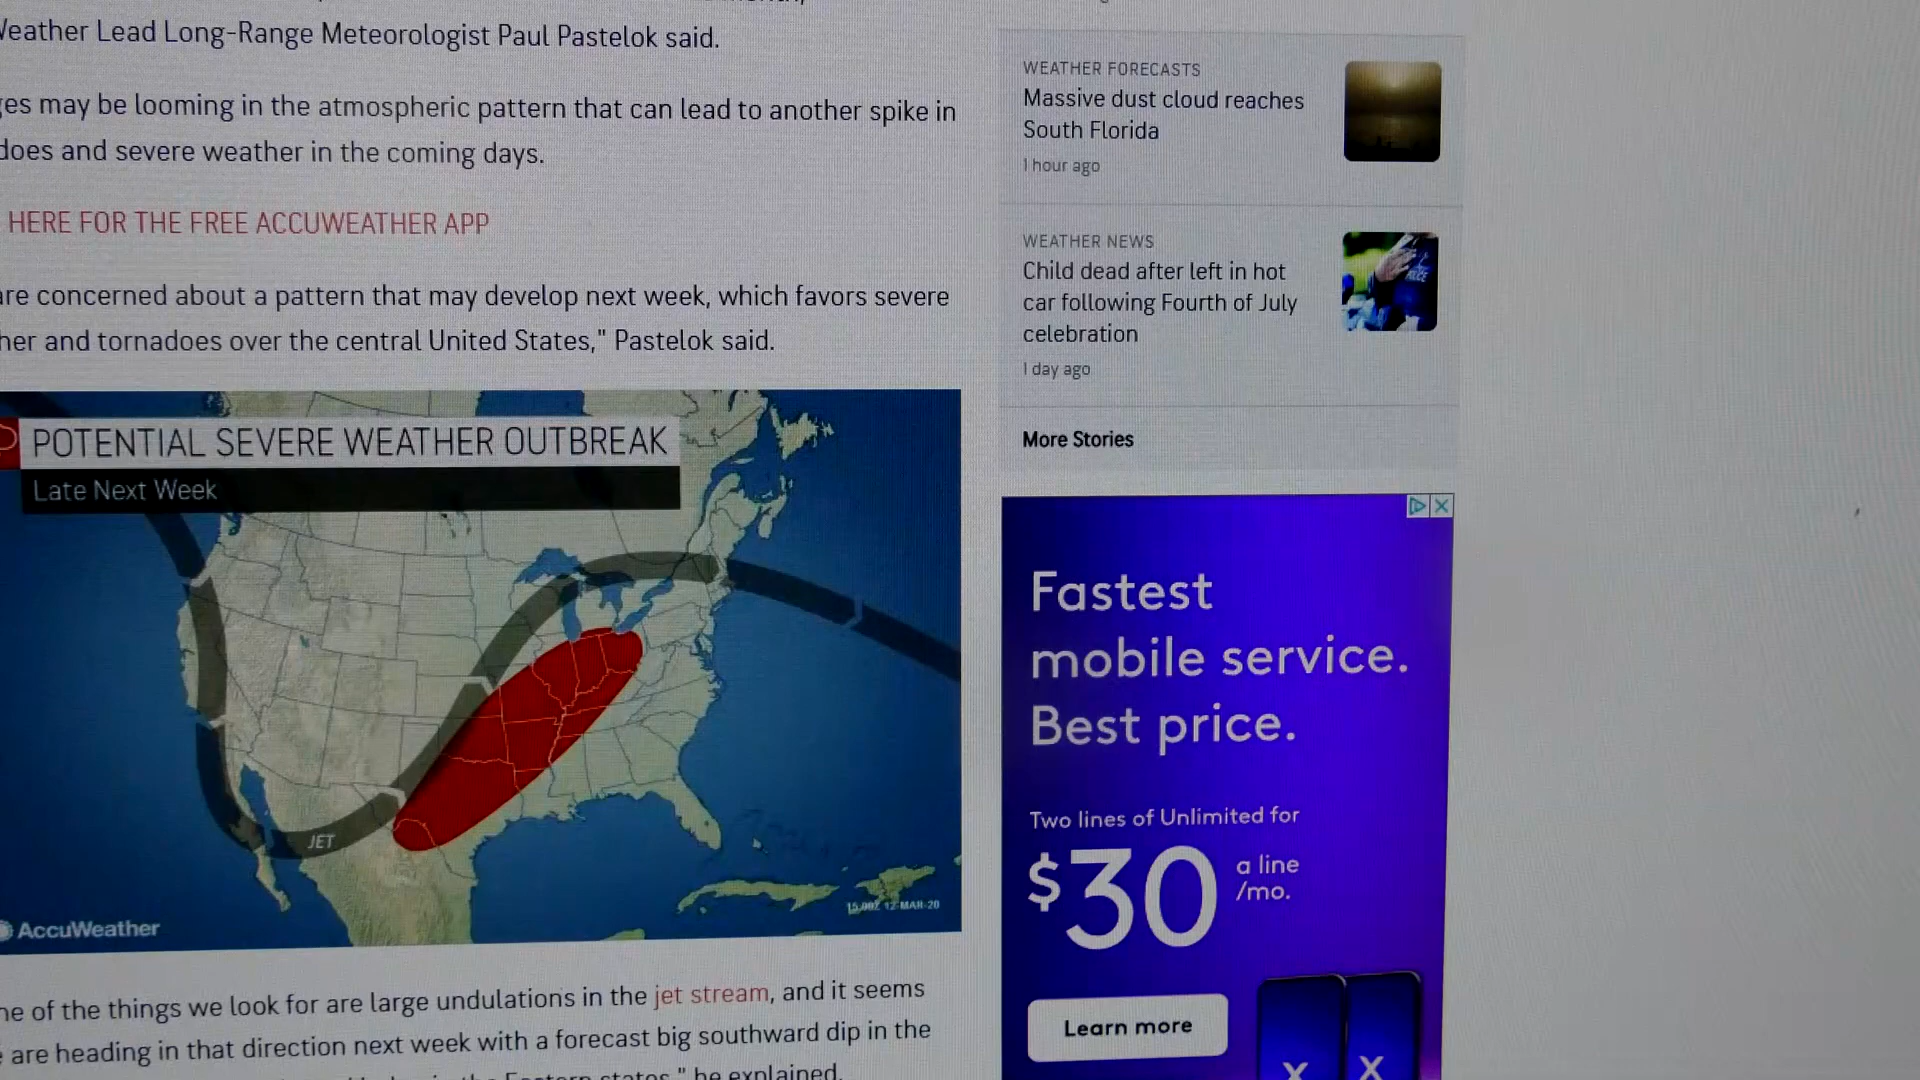 Weather Lead Long-Range Meteorologist Paul Pastelok said.
may be looming in the atmospheric pattern that can lead to another spike in
and severe weather in the coming days.
HERE FOR THE FREE ACCUWEATHER APP
are concerned about a pattern that may develop next week, which favors severe
and tornadoes over the central United States," Pastelok said.
POTENTIAL SEVERE WEATHER OUTBREAK
Late Next Week
JET
15:00Z 12-MAR-20
AccuWeather
of the things we look for are large undulations in the jet stream, and it seems
are heading in that direction next week with a forecast big southward dip in the
in the Eastern states," he explained.
WEATHER FORECASTS
Massive dust cloud reaches
South Florida
1 hour ago
WEATHER NEWS
Child dead after left in hot
car following Fourth of July
celebration
1 day ago
More Stories
Fastest
mobile service.
Best price.
Two lines of Unlimited for
$30
a line
/mo.
Learn more
X
X